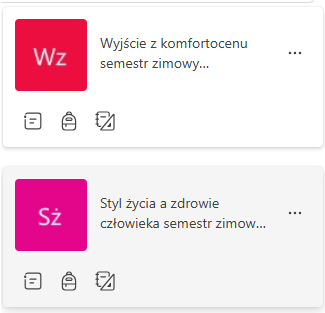 Wz
Wyjście z komfortocenu
semestr zimowy...
Sż
Styl życia a zdrowie
człowieka semestr zimow...